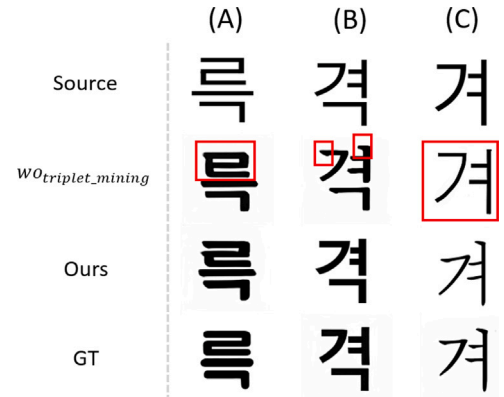 (A) (B) (C)
Source 륵 격 겨
wo_triplet_mining 륵 격 겨
Ours 륵 격 겨
GT 륵 격 겨